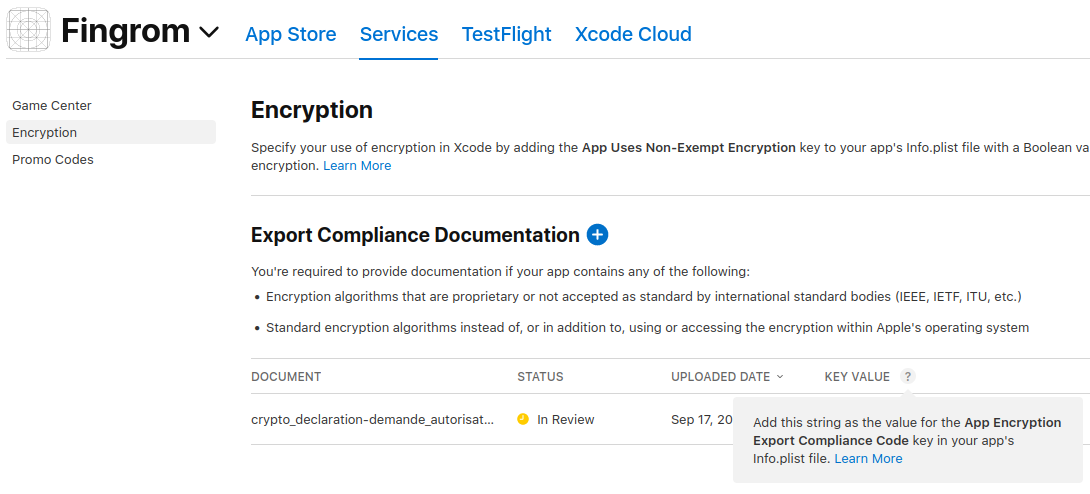 Fingrom App Store Services TestFlight Xcode Cloud
Game Center
Encryption
Promo Codes
Encryption
Specify your use of encryption in Xcode by adding the App Uses Non-Exempt Encryption key to your app's Info.plist file with a Boolean va
encryption. Learn More
Export Compliance Documentation
You're required to provide documentation if your app contains any of the following:
• Encryption algorithms that are proprietary or not accepted as standard by international standard bodies (IEEE, IETF, ITU, etc.)
• Standard encryption algorithms instead of, or in addition to, using or accessing the encryption within Apple's operating system
DOCUMENT STATUS UPLOADED DATE KEY VALUE ?
crypto_declaration-demande_autorisat... In Review Sep 17, 20
Add this string as the value for the App Encryption
Export Compliance Code key in your app's
Info.plist file. Learn More